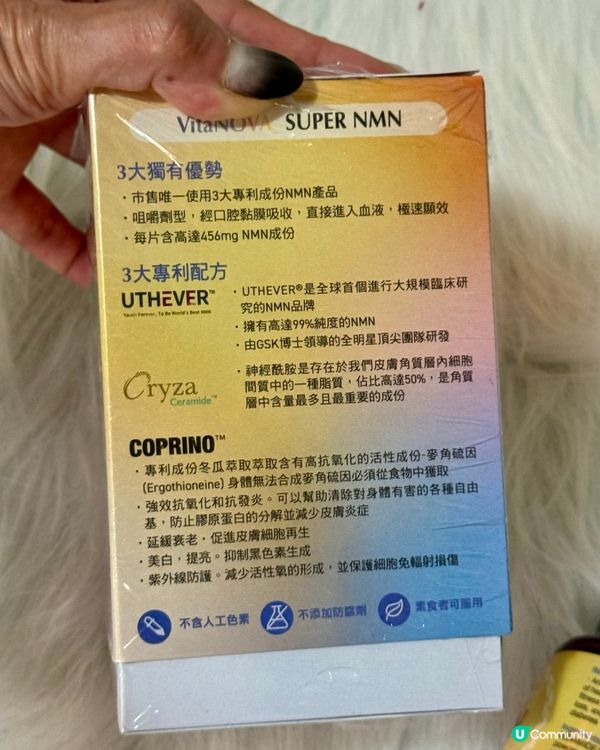 VitaNOVA SUPER NMN
3大獨有優勢
・市售唯一使用3大專利成份NMN產品
・咀嚼劑型，經口腔黏膜吸收，直接進入血液，極速顯效
・每片含高達456mg NMN成份
3大專利配方
UTHEVER™
Youth Forever, To Be World's Best NMN
・UTHEVER®是全球首個進行大規模臨床研
究的NMN品牌
・擁有高達99%純度的NMN
・由GSK博士領導的全明星頂尖團隊研發
Oryza
Ceramide™
・神經酰胺是存在於我們皮膚角質層內細胞
間質中的一種脂質，佔比高達50%，是角質
層中含量最多且最重要的成份
COPRINO™
・專利成份冬瓜萃取萃取含有高抗氧化的活性成份-麥角硫因
(Ergothioneine) 身體無法合成麥角硫因必須從食物中獲取
・強效抗氧化和抗發炎。可以幫助清除對身體有害的各種自由
基，防止膠原蛋白的分解並減少皮膚炎症
・延緩衰老・促進皮膚細胞再生
・美白，提亮。抑制黑色素生成
・紫外線防護。減少活性氧的形成，並保護細胞免輻射損傷
不含人工色素
不添加防腐劑
素食者可服用
U Community